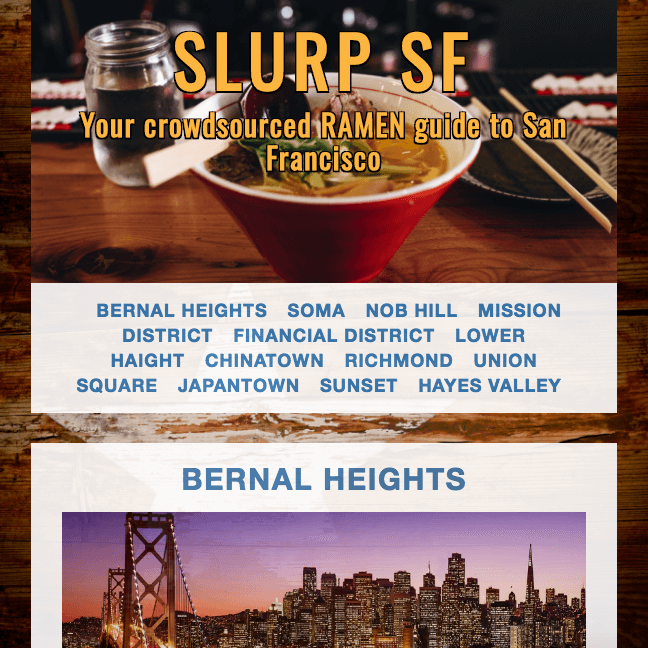 SLURP SF
Your crowdsourced RAMEN guide to San
Francisco
BERNAL HEIGHTS SOMA NOB HILL MISSION
DISTRICT FINANCIAL DISTRICT LOWER
HAIGHT CHINATOWN RICHMOND UNION
SQUARE JAPANTOWN SUNSET HAYES VALLEY
BERNAL HEIGHTS